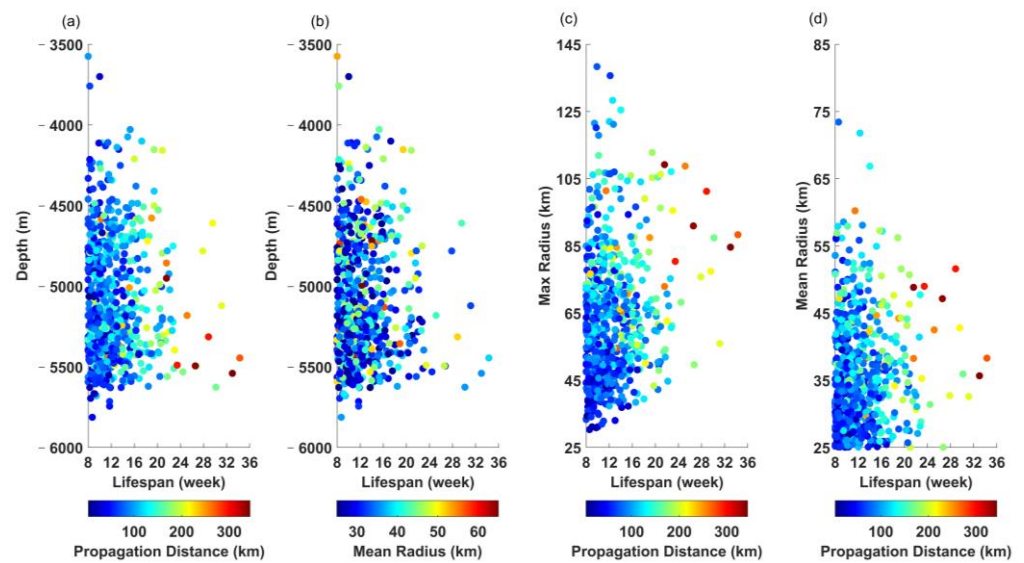 (a) (b) (c) (d)
− 3500 − 3500 145 85
− 4000 − 4000 125 75
− 4500 − 4500 105 65
− 5000 − 5000 85 55
− 5500 − 5500 65 45
− 6000 − 6000 45 35
25 25
Depth (m) Depth (m) Max Radius (km) Mean Radius (km)
8 12 16 20 24 28 32 36 8 12 16 20 24 28 32 36 8 12 16 20 24 28 32 36 8 12 16 20 24 28 32 36
Lifespan (week) Lifespan (week) Lifespan (week) Lifespan (week)
100 200 300 30 40 50 60 100 200 300 100 200 300
Propagation Distance (km) Mean Radius (km) Propagation Distance (km) Propagation Distance (km)